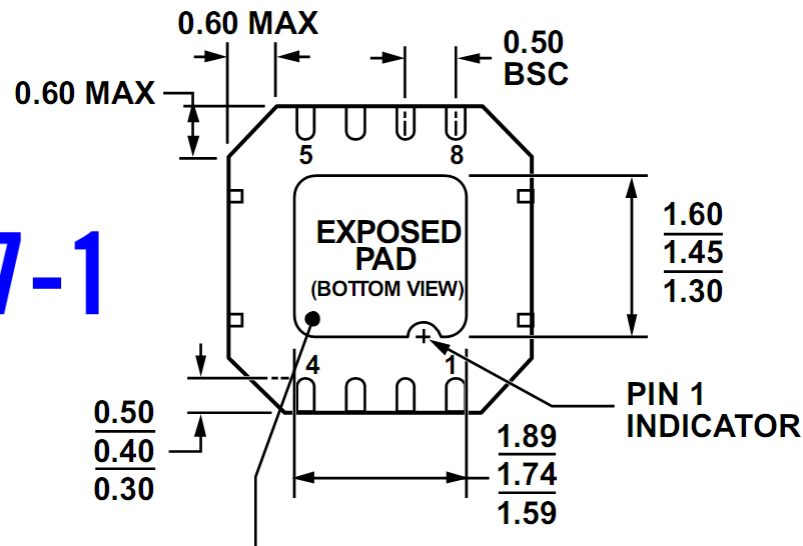 0.60 MAX
0.50
BSC
0.60 MAX
5
8
EXPOSED
PAD
(BOTTOM VIEW)
1.60
1.45
1.30
7-1
4
1
0.50
0.40
0.30
PIN 1
INDICATOR
1.89
1.74
1.59